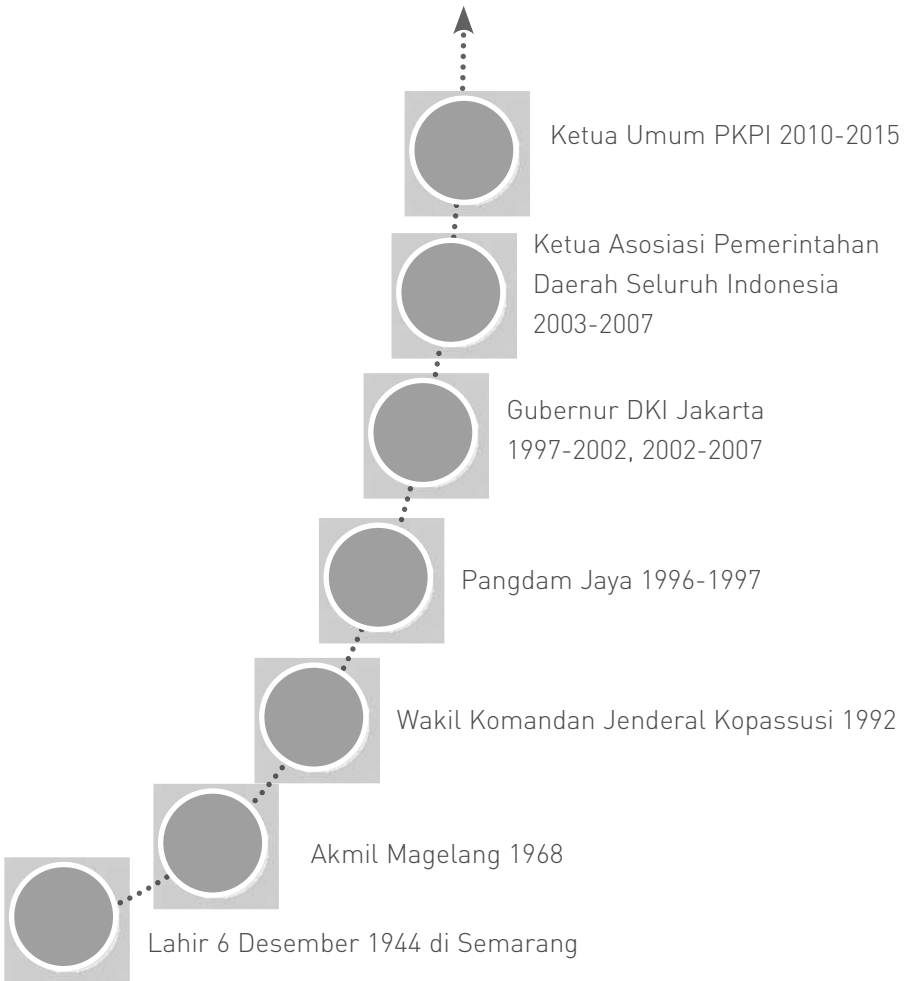 Ketua Umum PKPI 2010-2015
Ketua Asosiasi Pemerintahan
Daerah Seluruh Indonesia
2003-2007
Gubernur DKI Jakarta
1997-2002, 2002-2007
Pangdam Jaya 1996-1997
Wakil Komandan Jenderal Kopassusi 1992
Akmil Magelang 1968
Lahir 6 Desember 1944 di Semarang